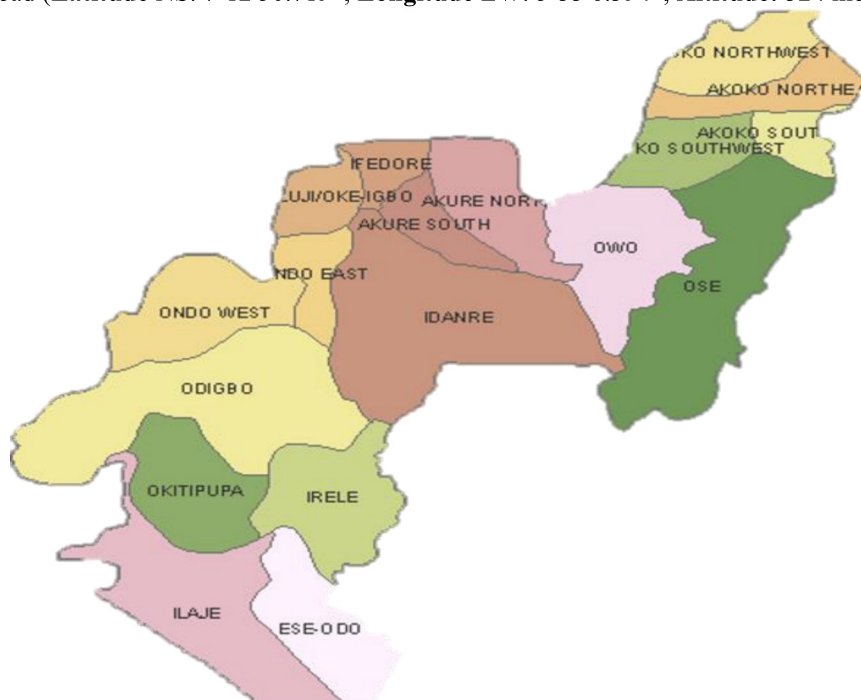 KO NORTHWEST
AKOKO NORTHE
AKOKO SOUT
KO SOUTHWEST
IFEDORE
LUJI/OKE-IGBO
AKURE NORT
AKURE SOUTH
OWO
NDO EAST
OSE
ONDO WEST
IDANRE
ODIGBO
OKITIPUPA
IRELE
ILAJE
ESE-ODO